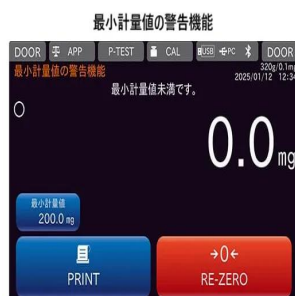 最小計量値の警告機能
DOOR APP P-TEST CAL USB PC DOOR
最小計量値の警告機能 320g/0.1mg
2025/01/12 12:34
最小計量値未満です。
0.0 mg
最小計量値
200.0 mg
PRINT →0← RE-ZERO